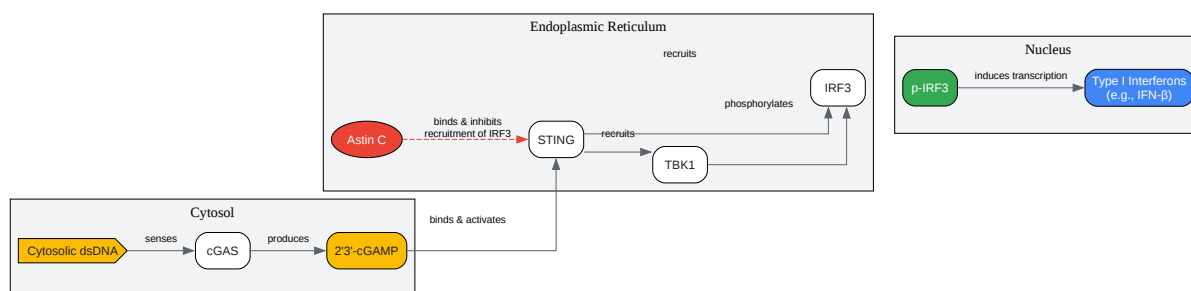 Endoplasmic Reticulum
recruits
IRF3
phosphorylates
binds & inhibits
recruitment of IRF3
Astin C
STING
recruits
TBK1
Nucleus
p-IRF3
induces transcription
Type I Interferons
(e.g., IFN-β)
Cytosol
binds & activates
Cytosolic dsDNA
senses
cGAS
produces
2'3'-cGAMP